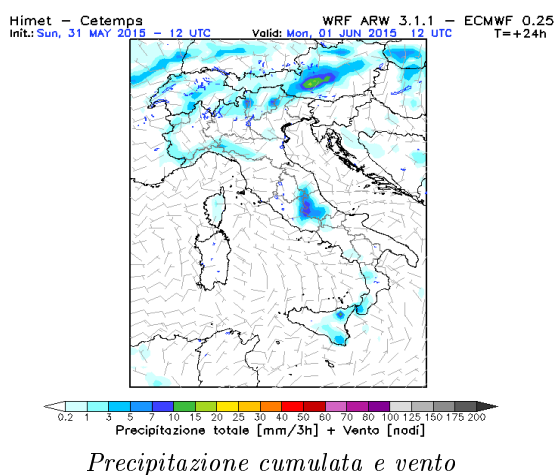 Himet – Cetemps WRF ARW 3.1.1 – ECMWF 0.25
Init.: Sun, 31 MAY 2015 – 12 UTC Valid: Mon, 01 JUN 2015 12 UTC T=+24h
0.2 1 3 5 7 10 15 20 25 30 40 50 60 70 80 100 125 150 175 200
Precipitazione totale [mm/3h] + Vento [nodi]
Precipitazione cumulata e vento